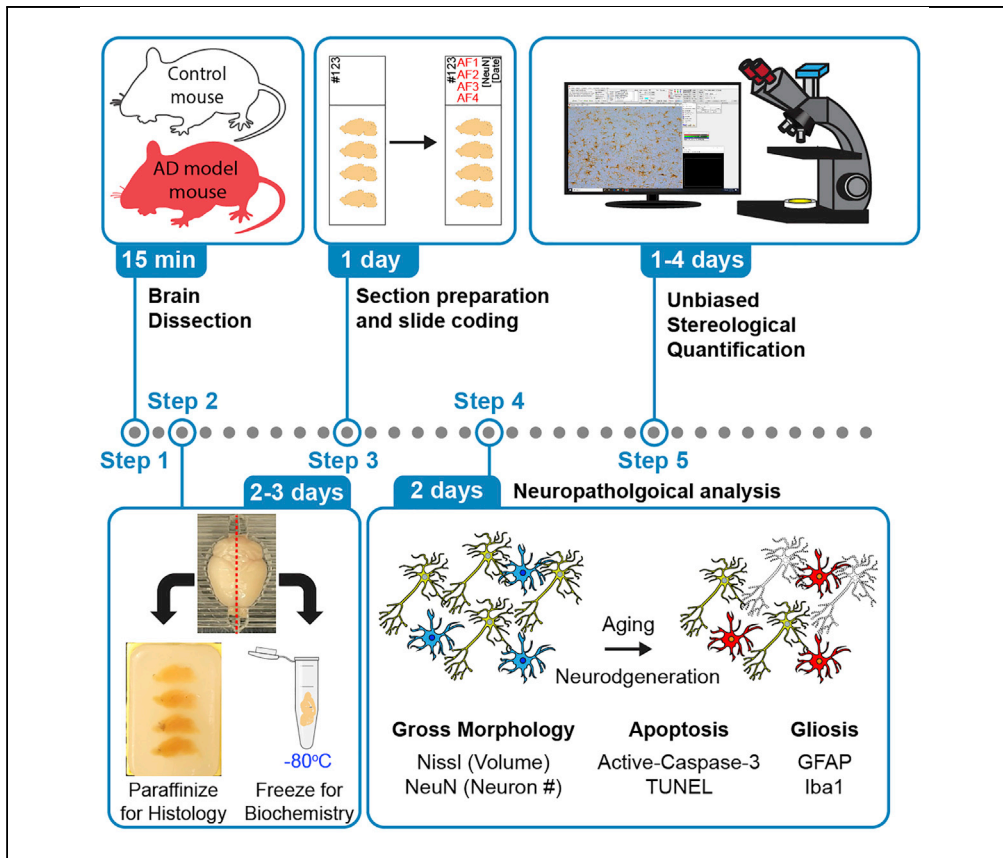 Control
mouse
AD model
mouse
#123
#123
AF1
AF2
AF3
AF4
[NeuN]
[Date]
15 min
Brain
Dissection
1 day
Section preparation
and slide coding
1-4 days
Unbiased
Stereological
Quantification
Step 2
Step 4
Step 1
Step 3
Step 5
2-3 days
-80°C
Paraffinize
for Histology
Freeze for
Biochemistry
2 days
Neuropatholgoical analysis
Aging
Neurodgeneration
Gross Morphology
Nissl (Volume)
NeuN (Neuron #)
Apoptosis
Active-Caspase-3
TUNEL
Gliosis
GFAP
Iba1